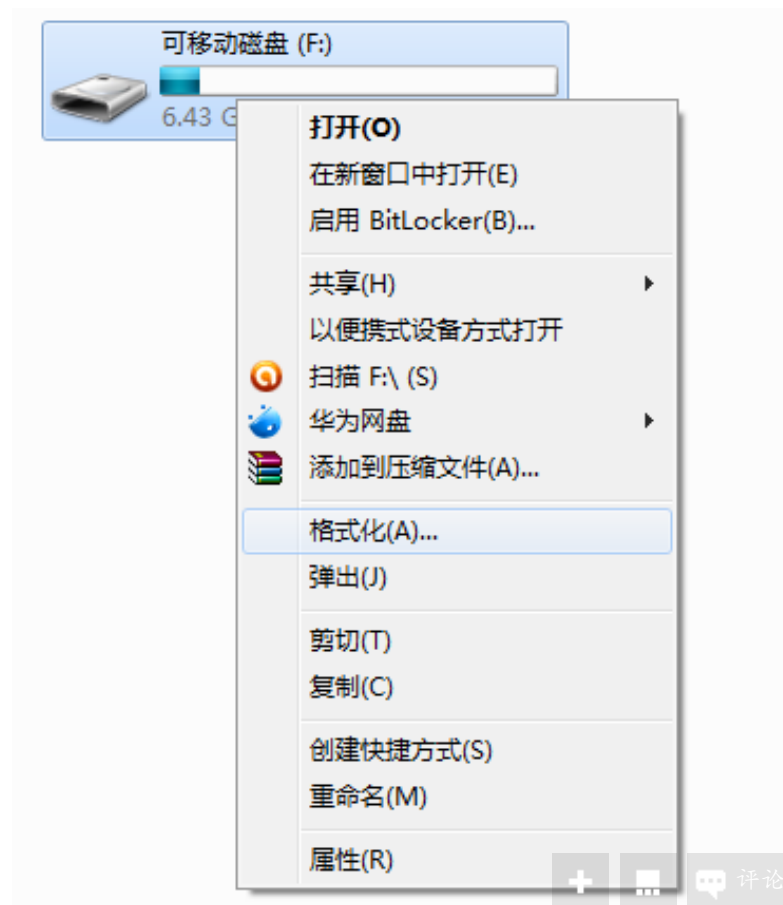 可移动磁盘 (F:)
6.43 G
打开(O)
在新窗口中打开(E)
启用 BitLocker(B)...
共享(H)
以便携式设备方式打开
扫描 F:\ (S)
华为网盘
添加到压缩文件(A)...
格式化(A)...
弹出(J)
剪切(T)
复制(C)
创建快捷方式(S)
重命名(M)
属性(R)
评论